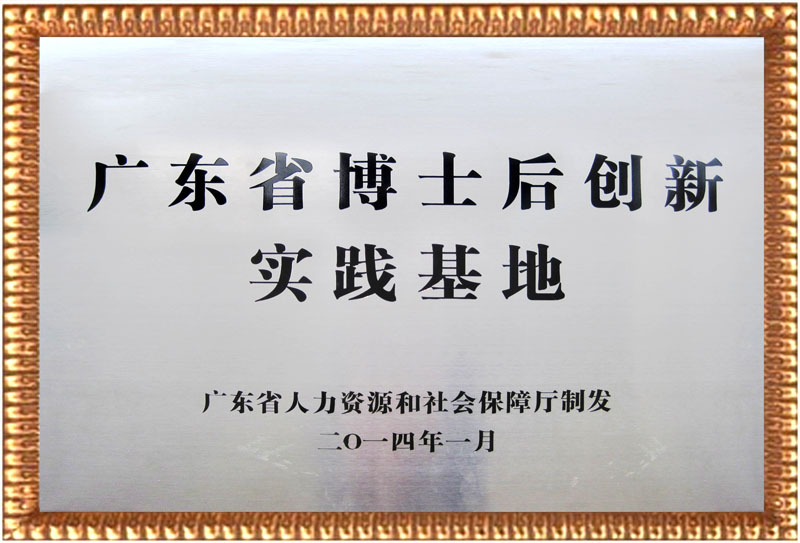 广东省博士后创新
实践基地
广东省人力资源和社会保障厅制发
二〇一四年一月